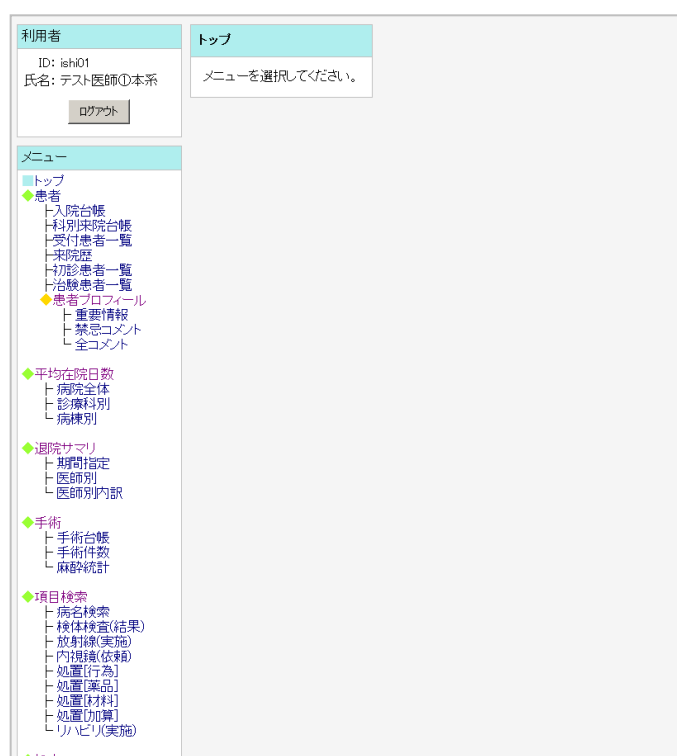 利用者
ID: ishi01
氏名: テスト医師①本系
ログアウト
トップ
メニューを選択してください。
メニュー
トップ
患者
入院台帳
科別来院台帳
受付患者一覧
来院歴
初診患者一覧
治験患者一覧
患者プロフィール
重要情報
禁忌コメント
全コメント
平均在院日数
病院全体
診療科別
病棟別
退院サマリ
期間指定
医師別
医師別内訳
手術
手術台帳
手術件数
麻酔統計
項目検索
病名検索
検体検査(結果)
放射線(実施)
内視鏡(依頼)
処置[行為]
処置[薬品]
処置[材料]
処置[加算]
リハビリ(実施)